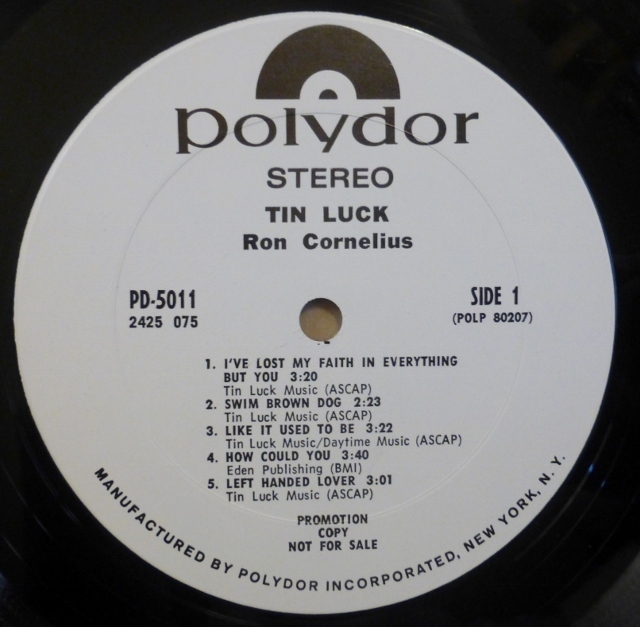 polydor
STEREO
TIN LUCK
Ron Cornelius
PD-5011
2425 075
SIDE 1
(POLP 80207)
1. I'VE LOST MY FAITH IN EVERYTHING
BUT YOU 3:20
Tin Luck Music (ASCAP)
2. SWIM BROWN DOG 2:23
Tin Luck Music (ASCAP)
3. LIKE IT USED TO BE 3:22
Tin Luck Music/Daytime Music (ASCAP)
4. HOW COULD YOU 3:40
Eden Publishing (BMI)
5. LEFT HANDED LOVER 3:01
Tin Luck Music (ASCAP)
PROMOTION
COPY
NOT FOR SALE
MANUFACTURED BY POLYDOR INCORPORATED, NEW YORK, N. Y.